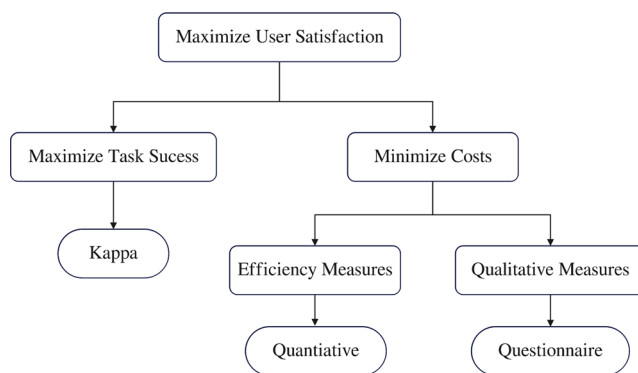 Maximize User Satisfaction
Maximize Task Sucess
Minimize Costs
Kappa
Efficiency Measures
Qualitative Measures
Quantiative
Questionnaire